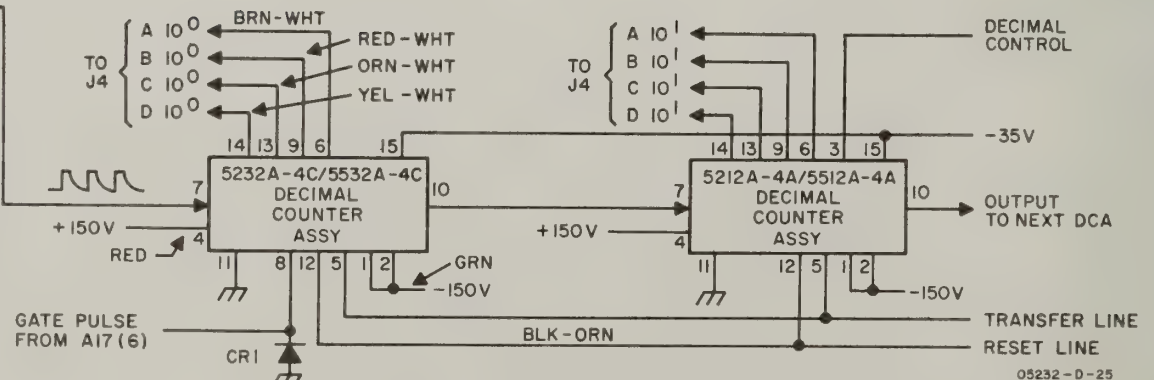 A 10⁰
BRN-WHT
B 10⁰
RED-WHT
C 10⁰
ORN-WHT
D 10⁰
YEL-WHT
TO
J4
14 13 9 6 15
5232A-4C/5532A-4C
DECIMAL
COUNTER
ASSY
7
10
+150V
4
RED
11 8 12 5 1 2
GRN
-150V
GATE PULSE
FROM A17(6)
CR1
BLK-ORN
A 10¹
B 10¹
C 10¹
D 10¹
TO
J4
DECIMAL
CONTROL
-35V
14 13 9 6 3 15
5212A-4A/5512A-4A
DECIMAL
COUNTER
ASSY
7
10
+150V
4
OUTPUT
TO NEXT DCA
11 12 5 1 2
-150V
TRANSFER LINE
RESET LINE
05232-D-25